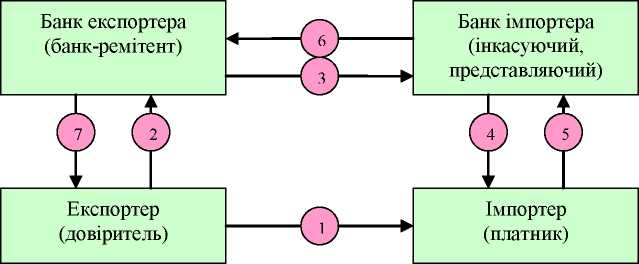 Банк експортера
(банк-ремітент)
Банк імпортера
(інкасуючий,
представляючий)
6
3
7
2
4
5
Експортер
(довіритель)
1
Імпортер
(платник)